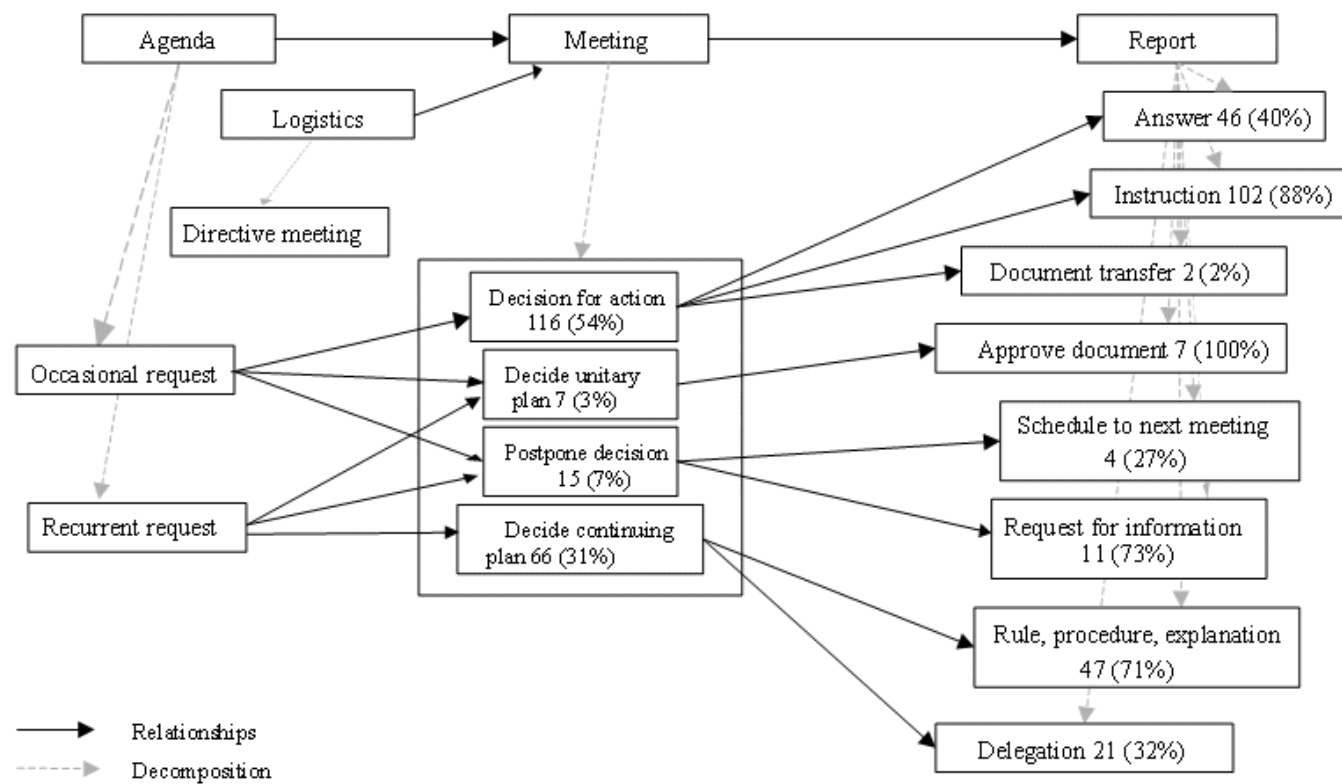 Agenda
Meeting
Report
Logistics
Answer 46 (40%)
Directive meeting
Instruction 102 (88%)
Document transfer 2 (2%)
Decision for action
116 (54%)
Occasional request
Decide unitary
plan 7 (3%)
Approve document 7 (100%)
Postpone decision
15 (7%)
Schedule to next meeting
4 (27%)
Recurrent request
Decide continuing
plan 66 (31%)
Request for information
11 (73%)
Rule, procedure, explanation
47 (71%)
Delegation 21 (32%)
Relationships
Decomposition